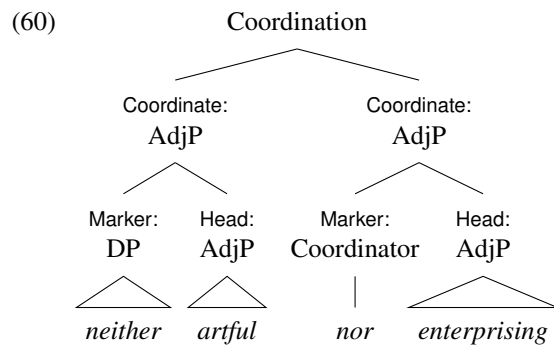 (60) Coordination
Coordinate: Coordinate:
AdjP AdjP
Marker: Head: Marker: Head:
DP AdjP Coordinator AdjP
neither artful nor enterprising